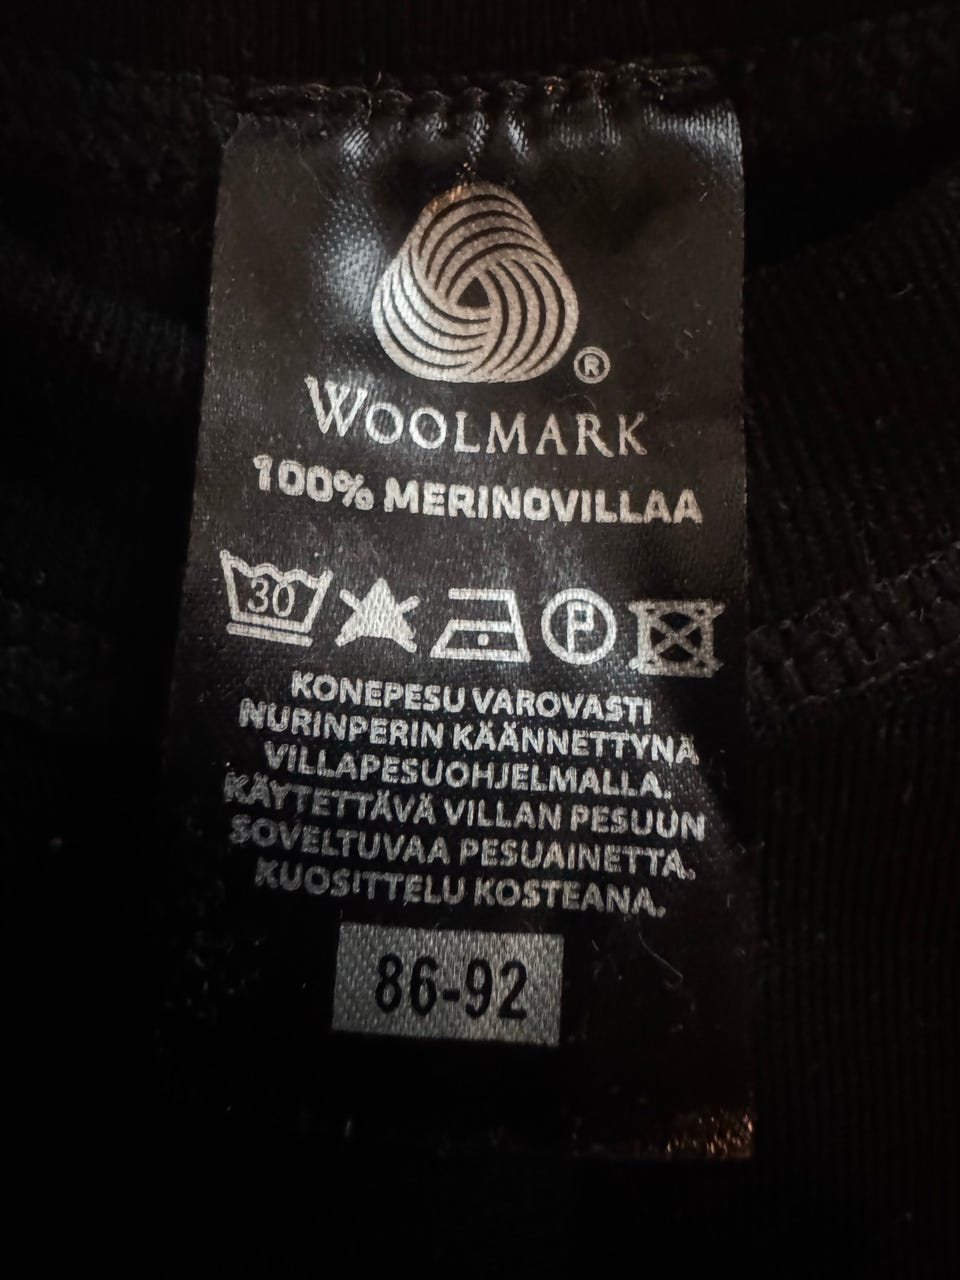 ®
WOOLMARK
100% MERINOVILLAA
30 P
KONEPESU VAROVASTI
NURINPERIN KÄÄNNETTYNÄ
VILLAPESUOHJELMALLA.
KÄYTETTÄVÄ VILLAN PESUUN
SOVELTUVAA PESUAINETTA.
KUOSITTELU KOSTEANA.
86-92